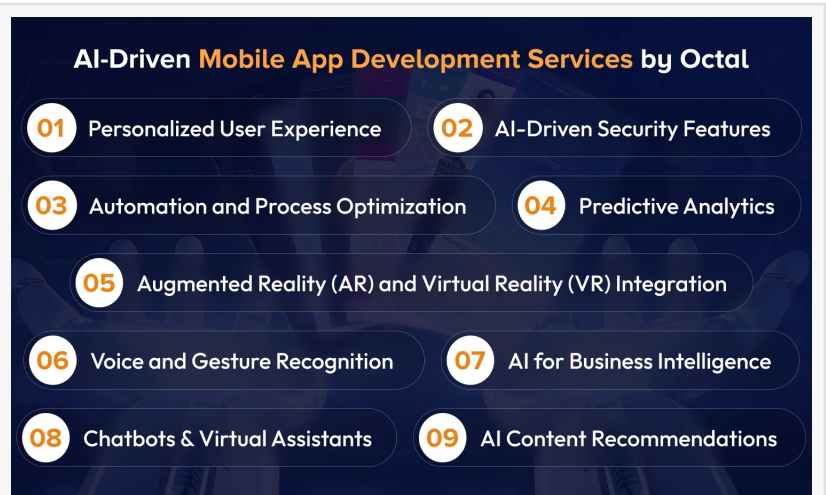 AI-Driven Mobile App Development Services by Octal
01 Personalized User Experience
02 AI-Driven Security Features
03 Automation and Process Optimization
04 Predictive Analytics
05 Augmented Reality (AR) and Virtual Reality (VR) Integration
06 Voice and Gesture Recognition
07 AI for Business Intelligence
08 Chatbots & Virtual Assistants
09 AI Content Recommendations